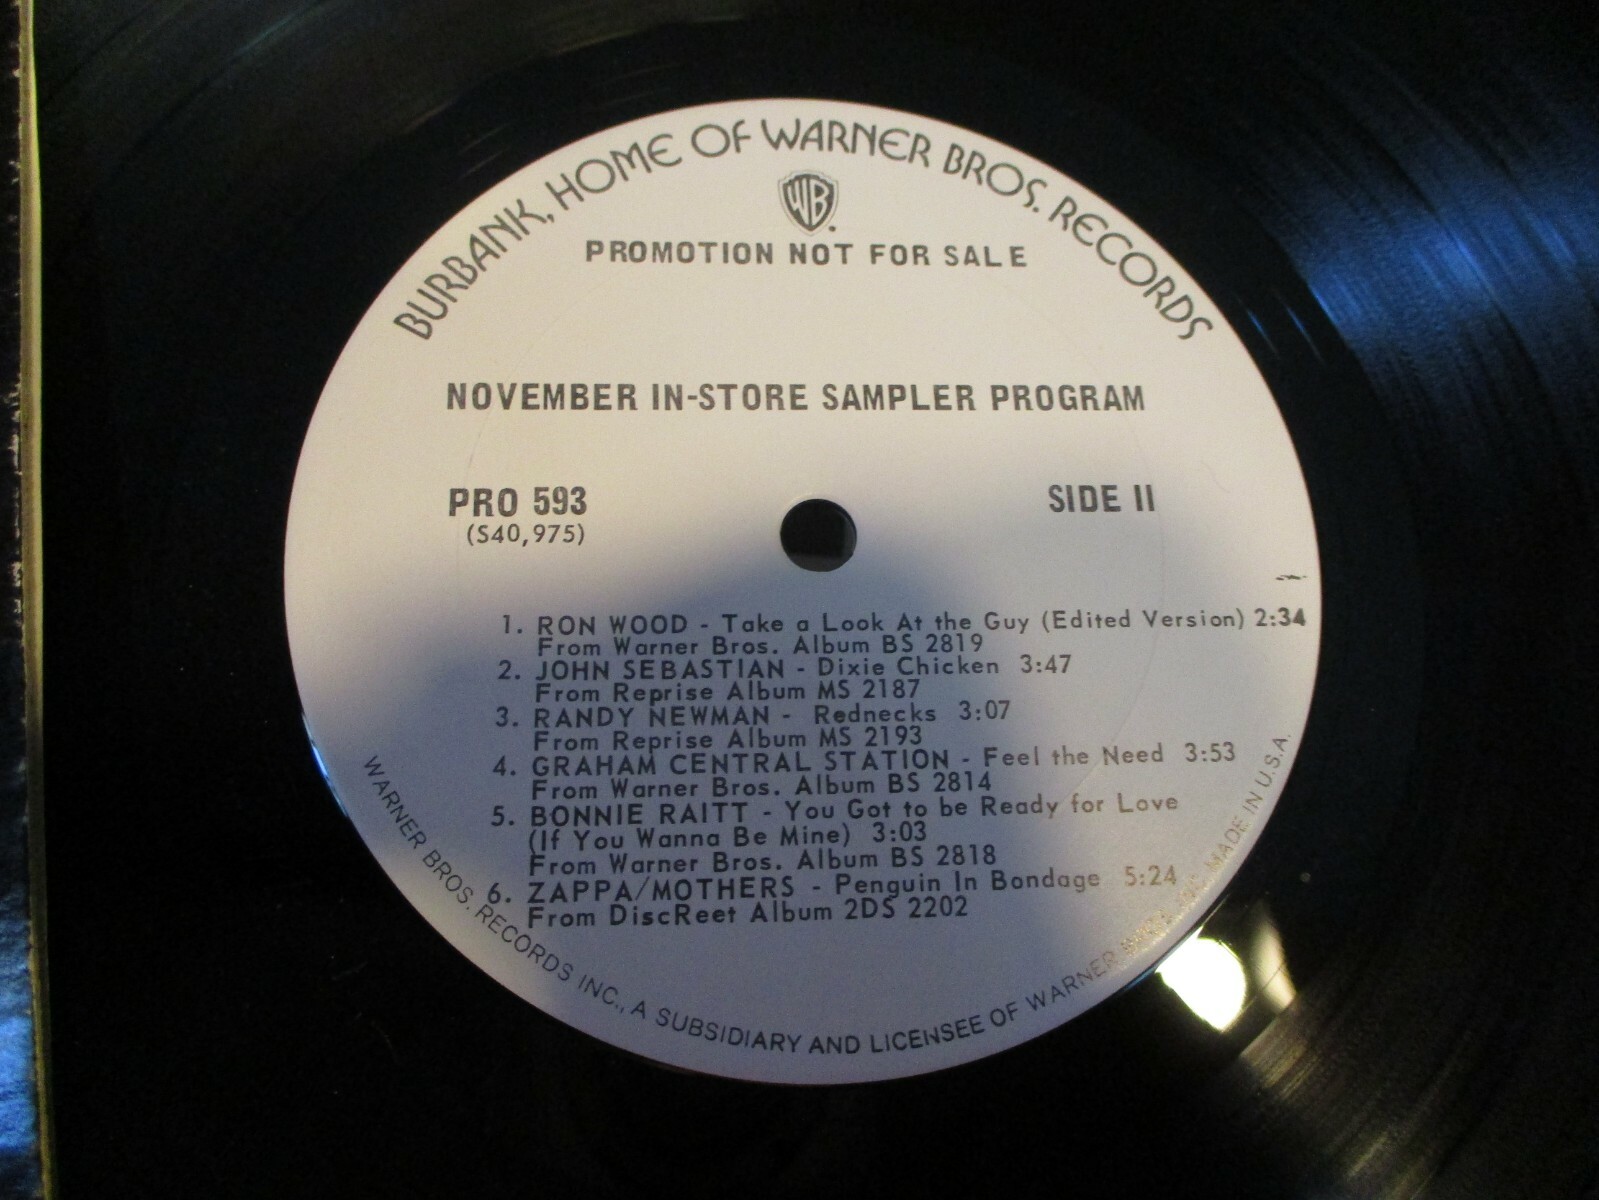 BURBANK, HOME OF WARNER BROS. RECORDS
WB
PROMOTION NOT FOR SALE
NOVEMBER IN-STORE SAMPLER PROGRAM
PRO 593
(S40,975)
SIDE II
1. RON WOOD - Take a Look At the Guy (Edited Version) 2:34
From Warner Bros. Album BS 2819
2. JOHN SEBASTIAN - Dixie Chicken 3:47
From Reprise Album MS 2187
3. RANDY NEWMAN - Rednecks 3:07
From Reprise Album MS 2193
4. GRAHAM CENTRAL STATION - Feel the Need 3:53
From Warner Bros. Album BS 2814
5. BONNIE RAITT - You Got to be Ready for Love
(If You Wanna Be Mine) 3:03
From Warner Bros. Album BS 2818
6. ZAPPA/MOTHERS - Penguin In Bondage 5:24
From DiscReet Album 2DS 2202
WARNER BROS. RECORDS INC., A SUBSIDIARY AND LICENSEE OF WARNER BROS. INC. MADE IN U.S.A.